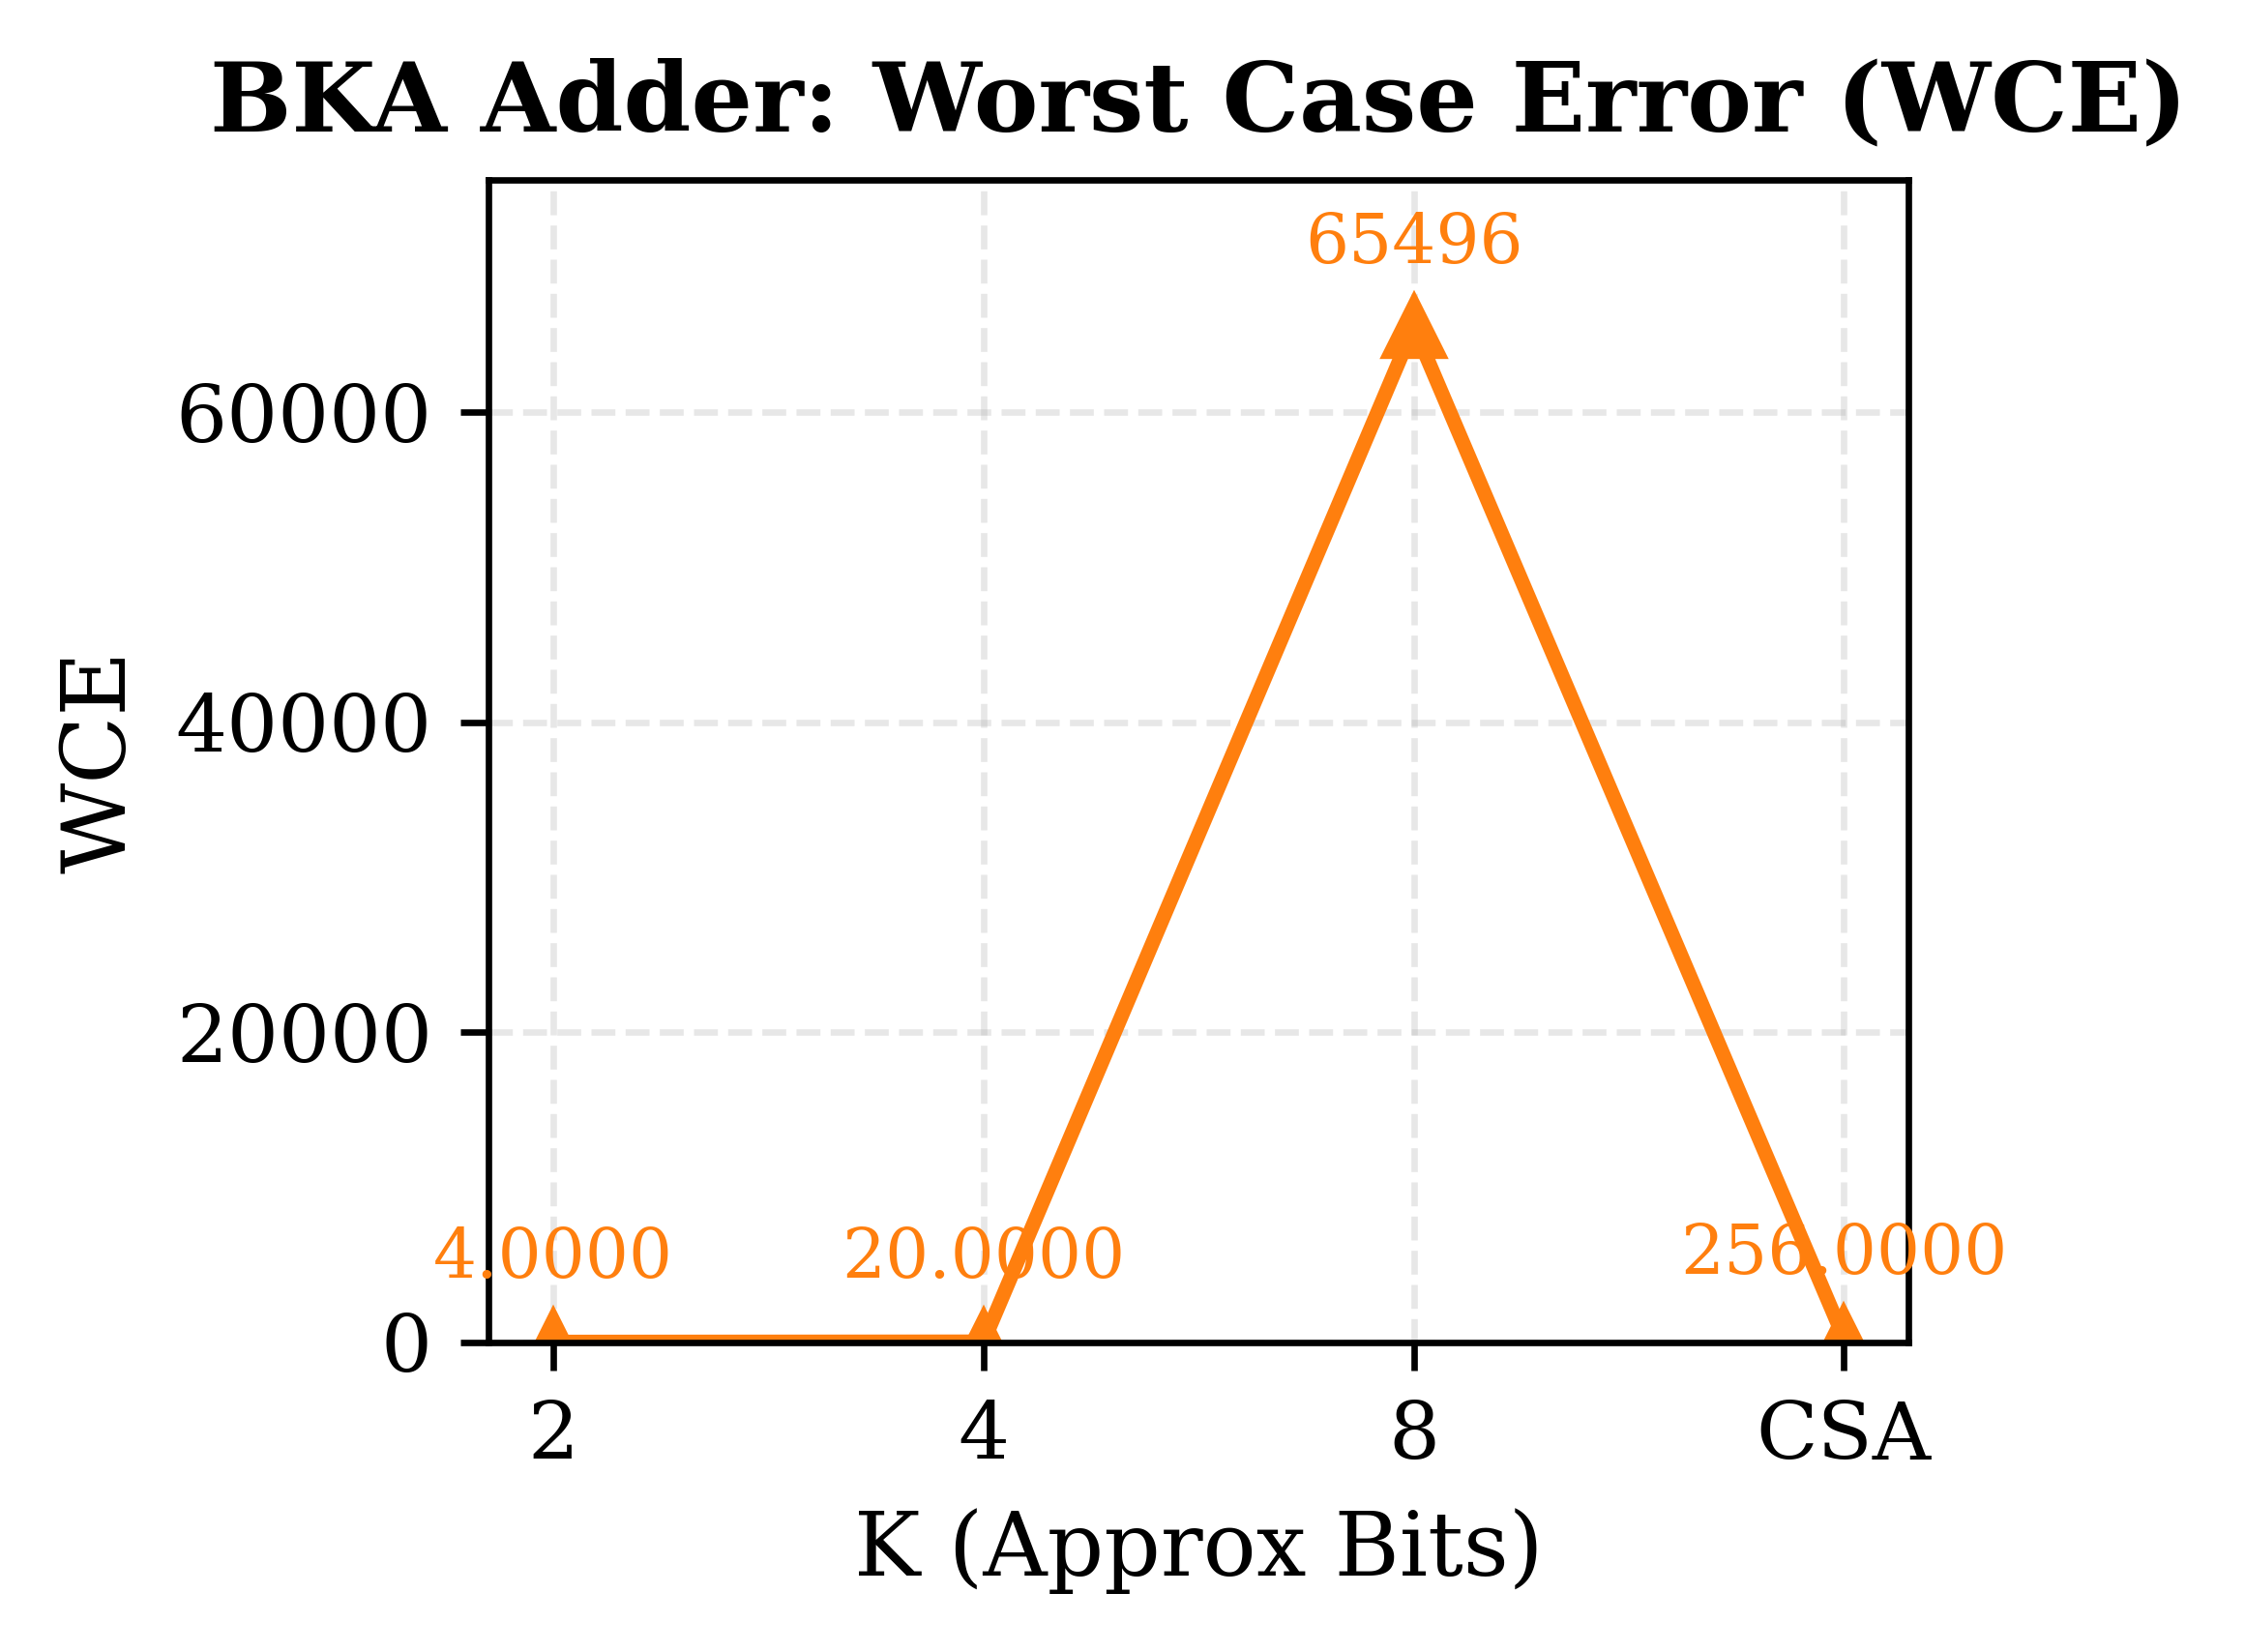 BKA Adder: Worst Case Error (WCE)
65496
60000
40000
WCE
20000
4.0000 20.0000 256.0000
0
2 4 8 CSA
K (Approx Bits)